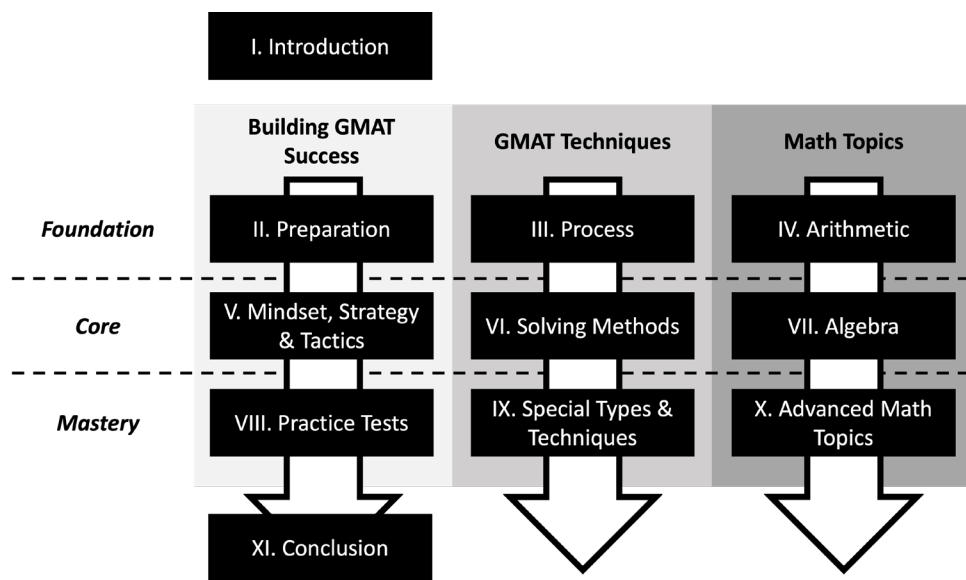 I. Introduction
Building GMAT
Success
GMAT Techniques
Math Topics
Foundation
II. Preparation
III. Process
IV. Arithmetic
Core
V. Mindset, Strategy
& Tactics
VI. Solving Methods
VII. Algebra
Mastery
VIII. Practice Tests
IX. Special Types &
Techniques
X. Advanced Math
Topics
XI. Conclusion